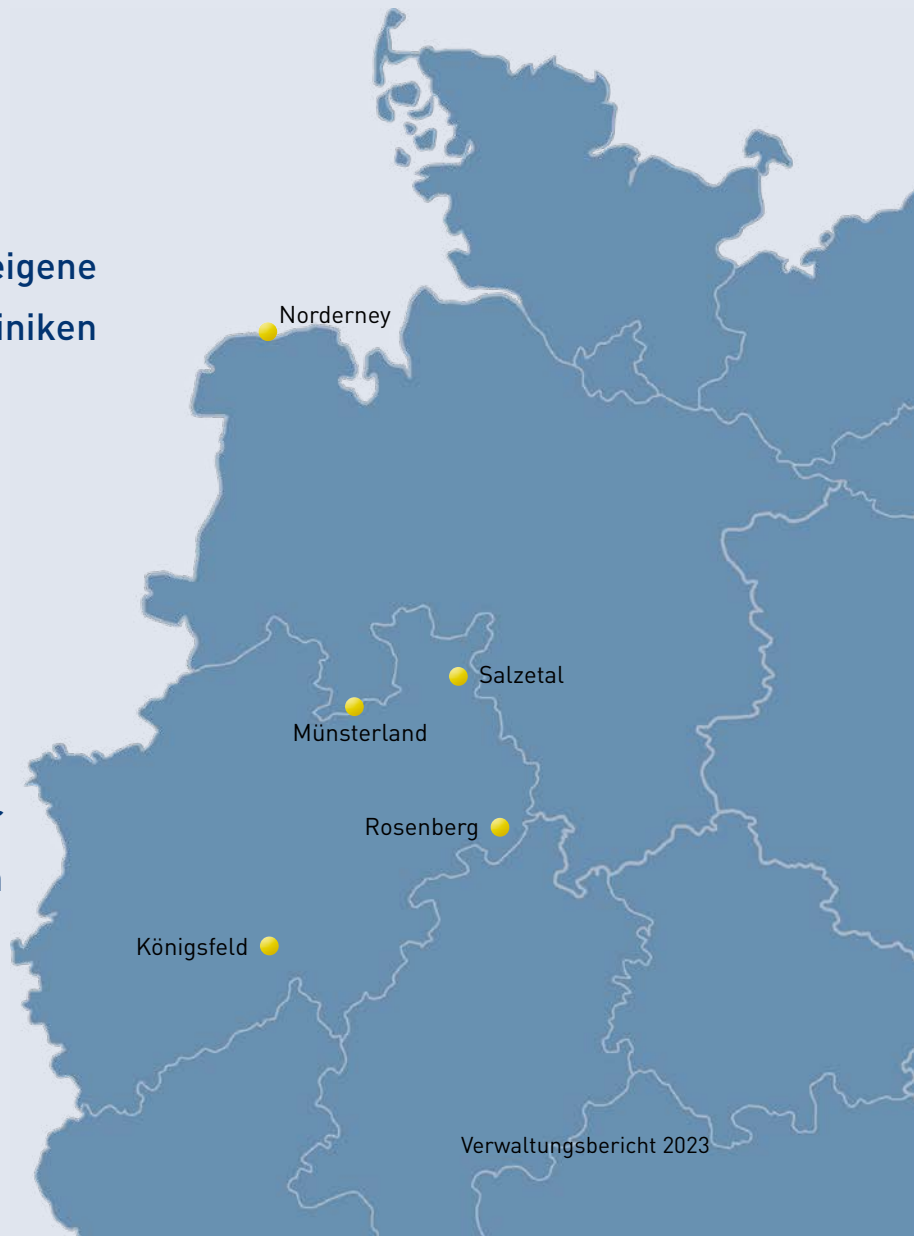 eigene
iniken
Norderney
Salzetal
Münsterland
Rosenberg
Königsfeld
Verwaltungsbericht 2023